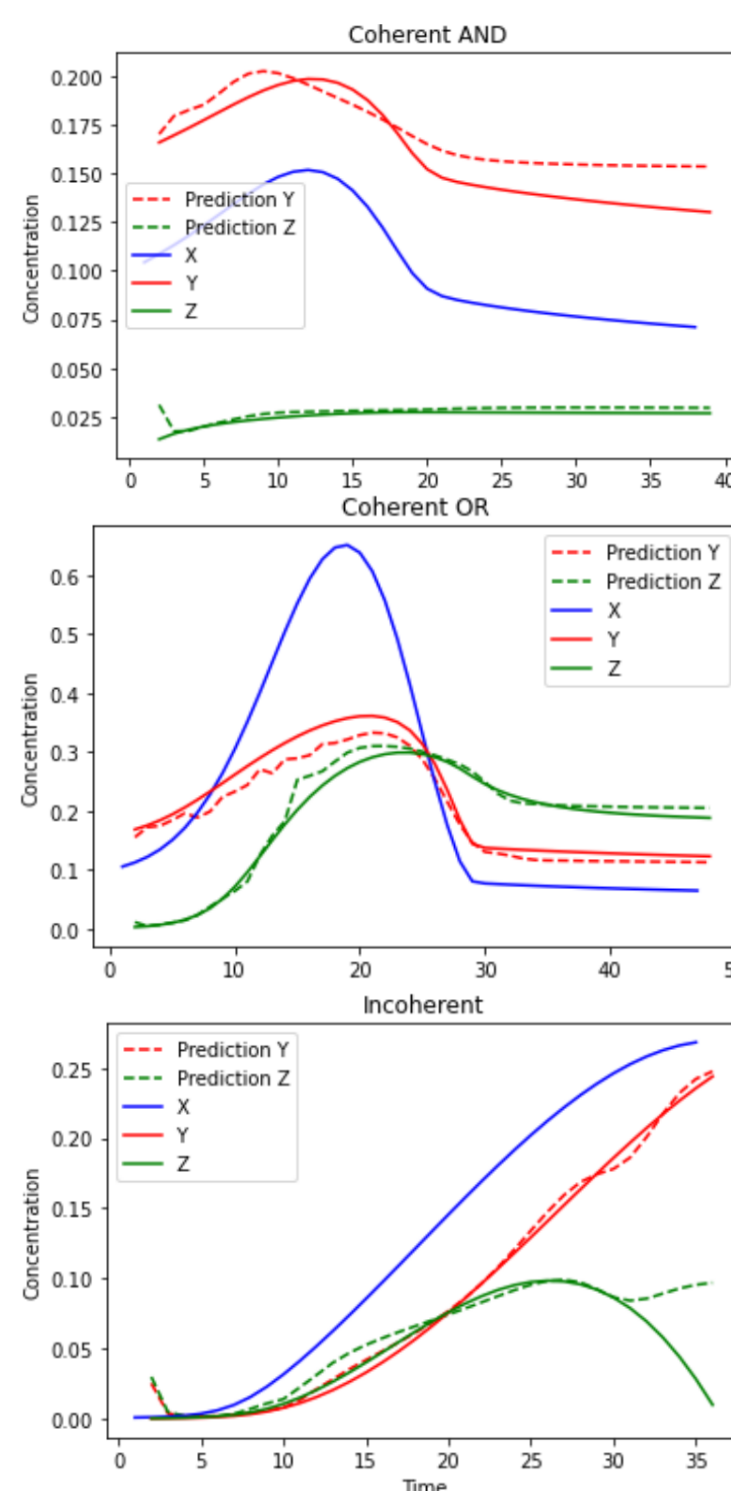 Coherent AND
0.200
0.175
0.150
0.125
0.100
0.075
0.050
0.025
Concentration
Prediction Y
Prediction Z
X
Y
Z
0 5 10 15 20 25 30 35 40
Coherent OR
0.6
0.5
0.4
0.3
0.2
0.1
0.0
Concentration
Prediction Y
Prediction Z
X
Y
Z
0 10 20 30 40 5
Incoherent
0.25
0.20
0.15
0.10
0.05
0.00
Concentration
Prediction Y
Prediction Z
X
Y
Z
0 5 10 15 20 25 30 35
Time